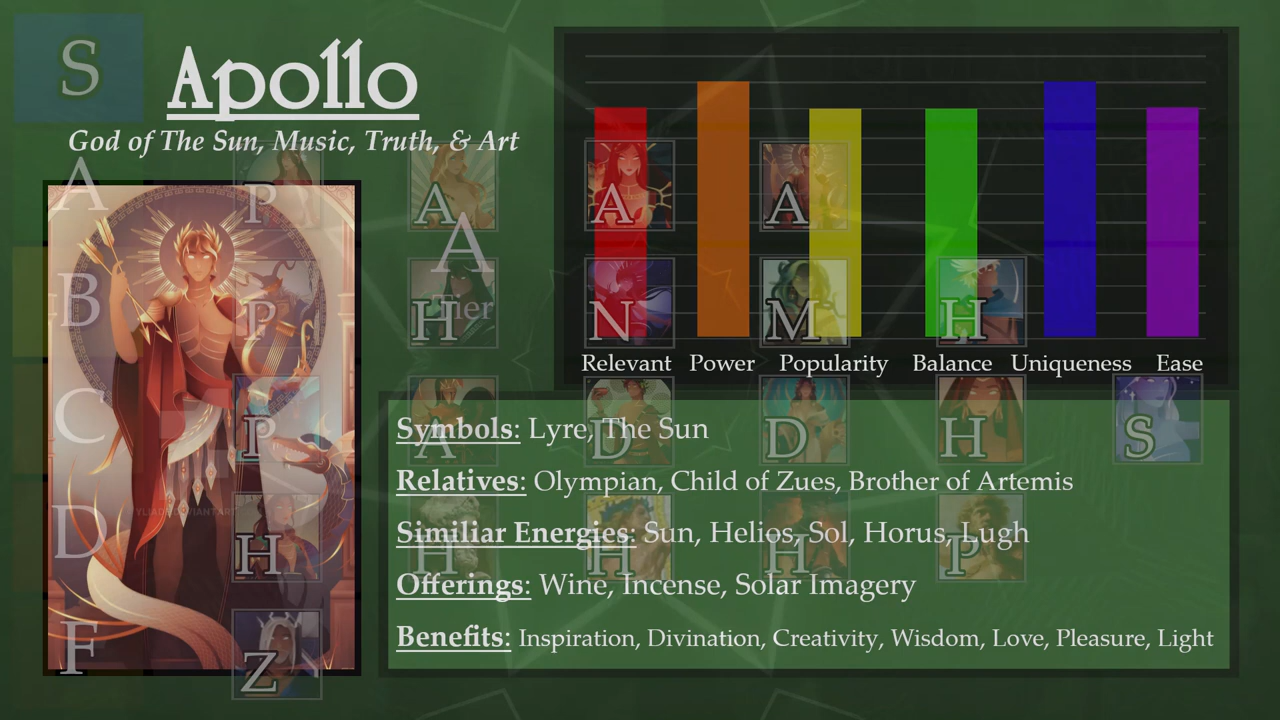 S
Apollo
God of The Sun, Music, Truth, & Art
A
P
A
A
A
A
Tier
B
P
H
N
M
H
Relevant Power Popularity Balance Uniqueness Ease
C
P
A
D
D
H
S
Symbols: Lyre, The Sun
Relatives: Olympian, Child of Zues, Brother of Artemis
D
H
H
H
H
P
Similiar Energies: Sun, Helios, Sol, Horus, Lugh
Offerings: Wine, Incense, Solar Imagery
F
Z
Benefits: Inspiration, Divination, Creativity, Wisdom, Love, Pleasure, Light